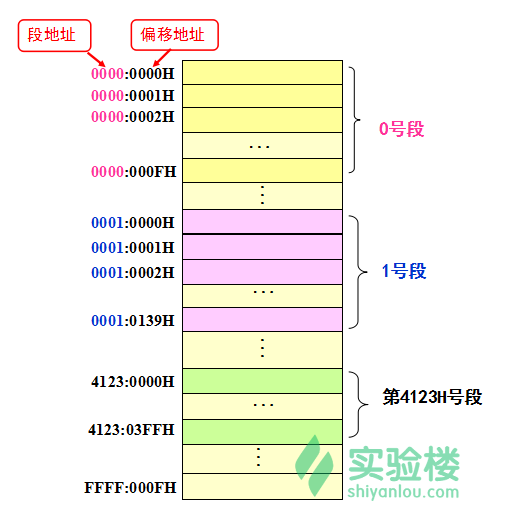 段地址 偏移地址
0000:0000H
0000:0001H
0000:0002H
...
0号段
0000:000FH
...
0001:0000H
0001:0001H
0001:0002H
1号段
...
0001:0139H
...
4123:0000H
...
第4123H号段
4123:03FFH
...
FFFF:000FH
实验楼
shiyanlou.com